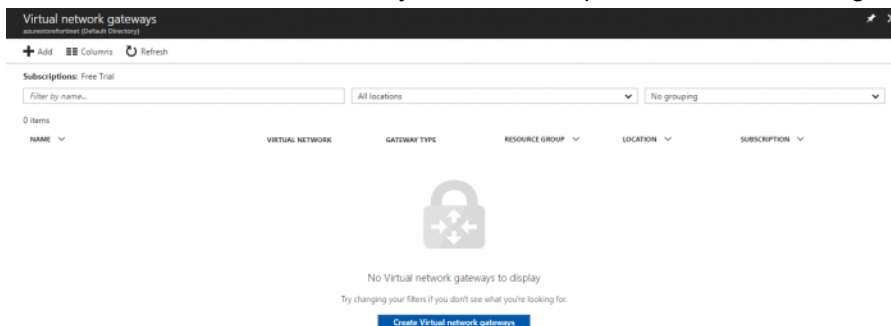 Virtual network gateways
azurestorefortinet (Default Directory)
Add Columns Refresh
Subscriptions: Free Trial
Filter by name... All locations No grouping
0 items
NAME VIRTUAL NETWORK GATEWAY TYPE RESOURCE GROUP LOCATION SUBSCRIPTION
No Virtual network gateways to display
Try changing your filters if you don't see what you're looking for.
Create Virtual network gateways